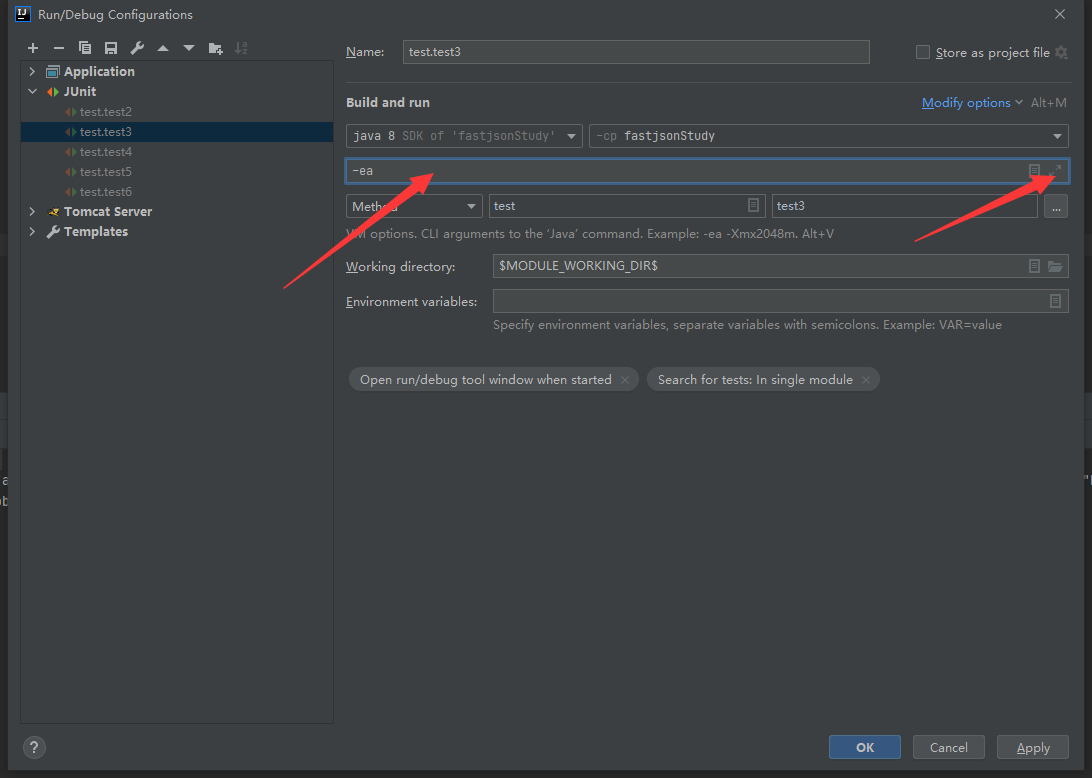 Run/Debug Configurations
Application
JUnit
test.test2
test.test3
test.test4
test.test5
test.test6
Tomcat Server
Templates
Name: test.test3 Store as project file
Build and run Modify options Alt+M
java 8 SDK of 'fastjsonStudy' -cp fastjsonStudy
-ea
Method test test3 ...
VM options. CLI arguments to the 'Java' command. Example: -ea -Xmx2048m. Alt+V
Working directory: $MODULE_WORKING_DIR$
Environment variables:
Specify environment variables, separate variables with semicolons. Example: VAR=value
Open run/debug tool window when started Search for tests: In single module
? OK Cancel Apply